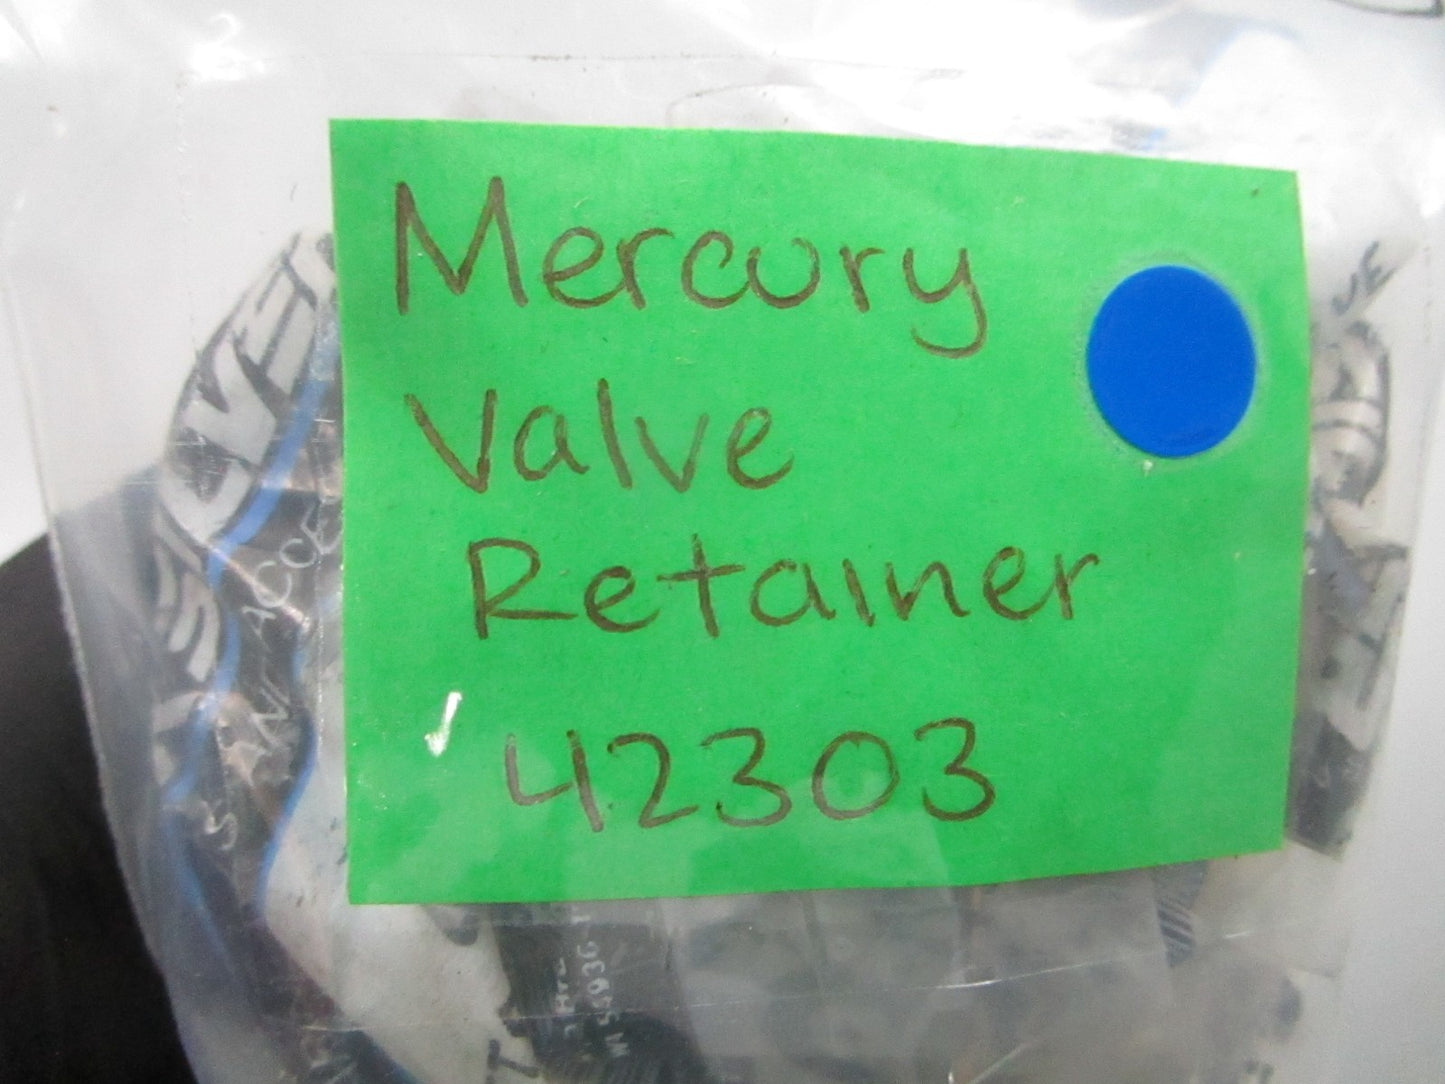 Mercury
Valve
Retainer
42303